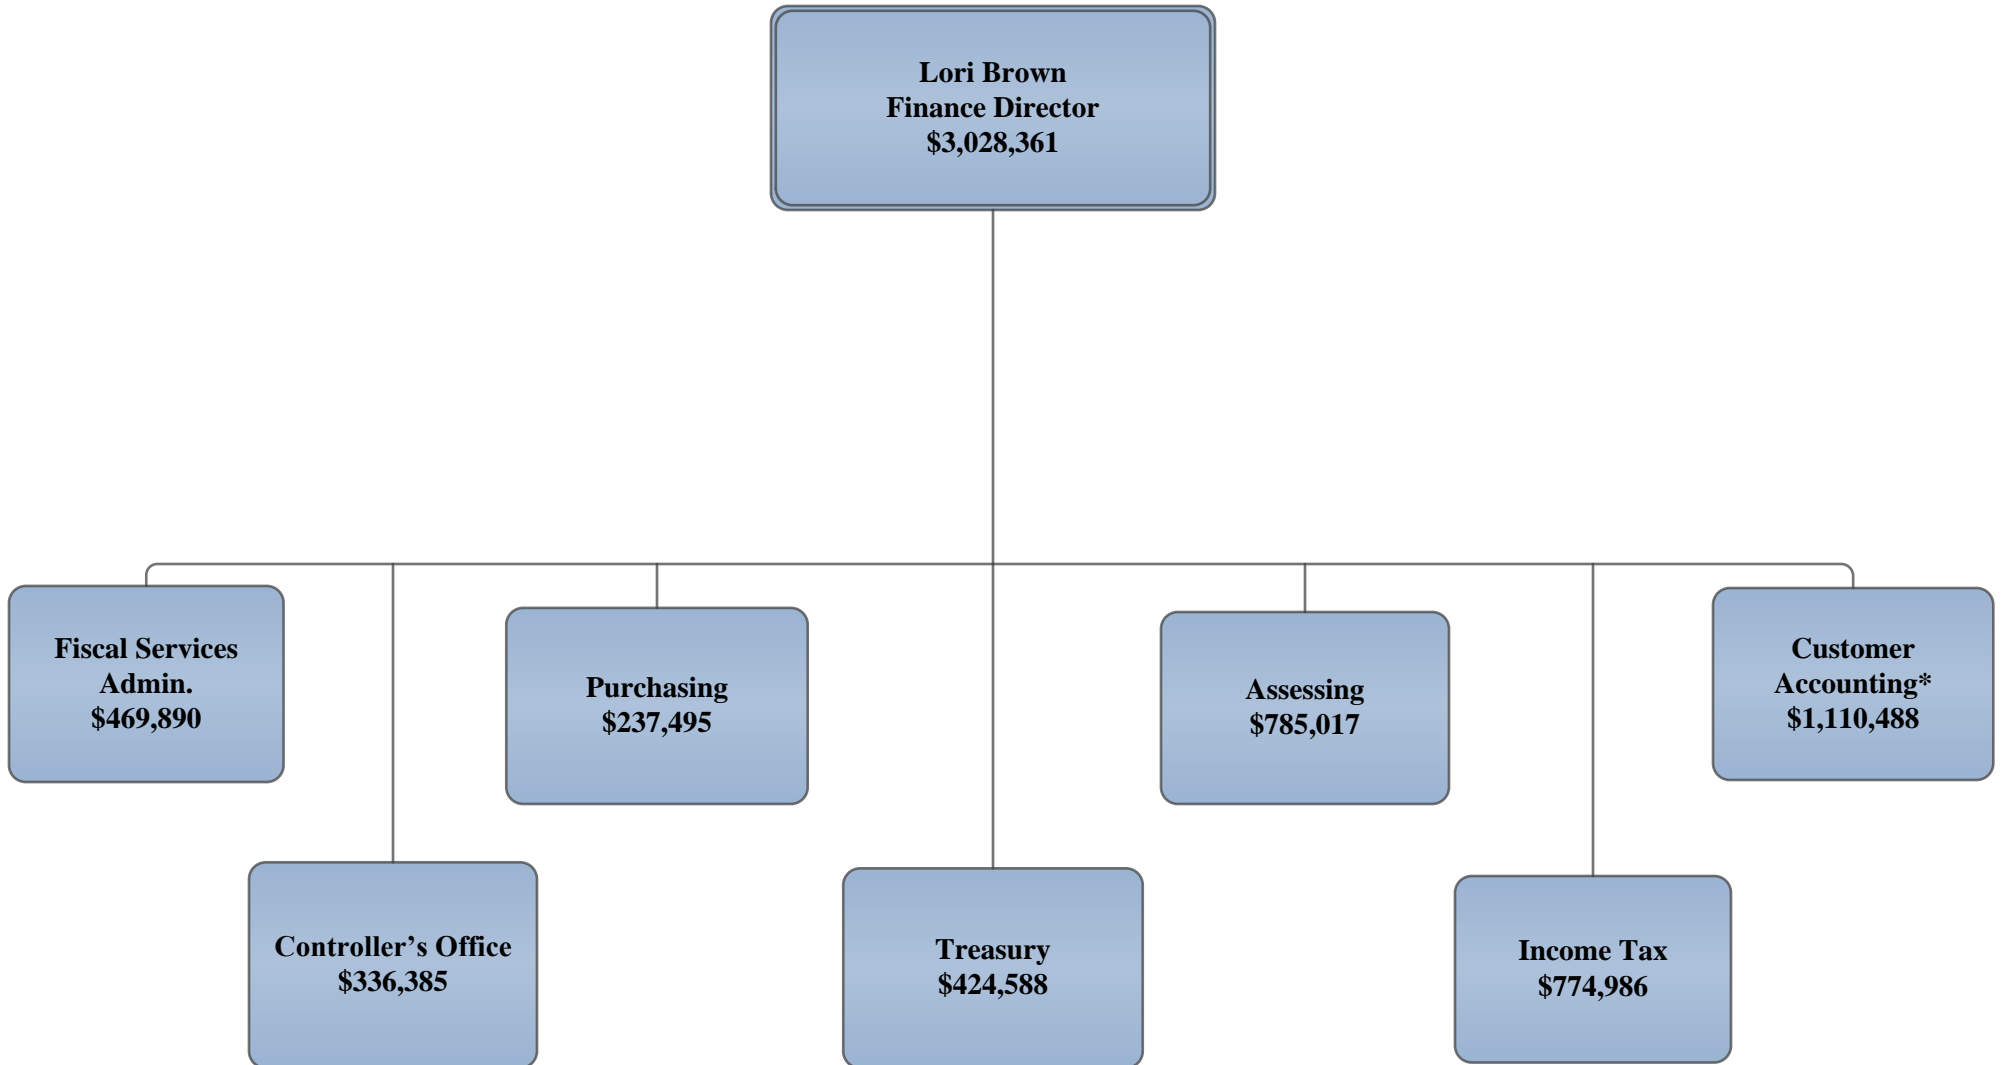 Lori Brown
Finance Director
$3,028,361
Fiscal Services
Admin.
$469,890
Purchasing
$237,495
Assessing
$785,017
Customer
Accounting*
$1,110,488
Controller’s Office
$336,385
Treasury
$424,588
Income Tax
$774,986